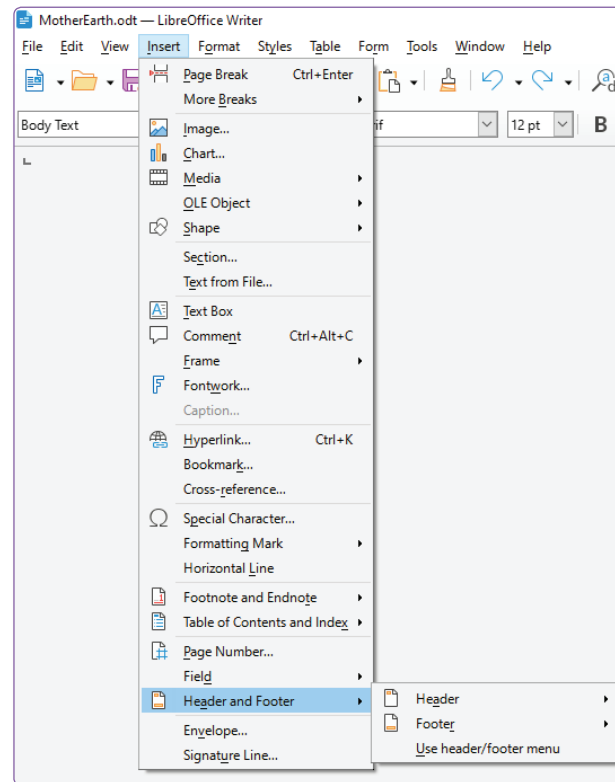 MotherEarth.odt — LibreOffice Writer
File Edit View Insert Format Styles Table Form Tools Window Help
Body Text
12 pt
B
Page Break Ctrl+Enter
More Breaks
Image...
Chart...
Media
OLE Object
Shape
Section...
Text from File...
Text Box
Comment Ctrl+Alt+C
Frame
Fontwork...
Caption...
Hyperlink... Ctrl+K
Bookmark...
Cross-reference...
Special Character...
Formatting Mark
Horizontal Line
Footnote and Endnote
Table of Contents and Index
Page Number...
Field
Header and Footer
Envelope...
Signature Line...
Header
Footer
Use header/footer menu